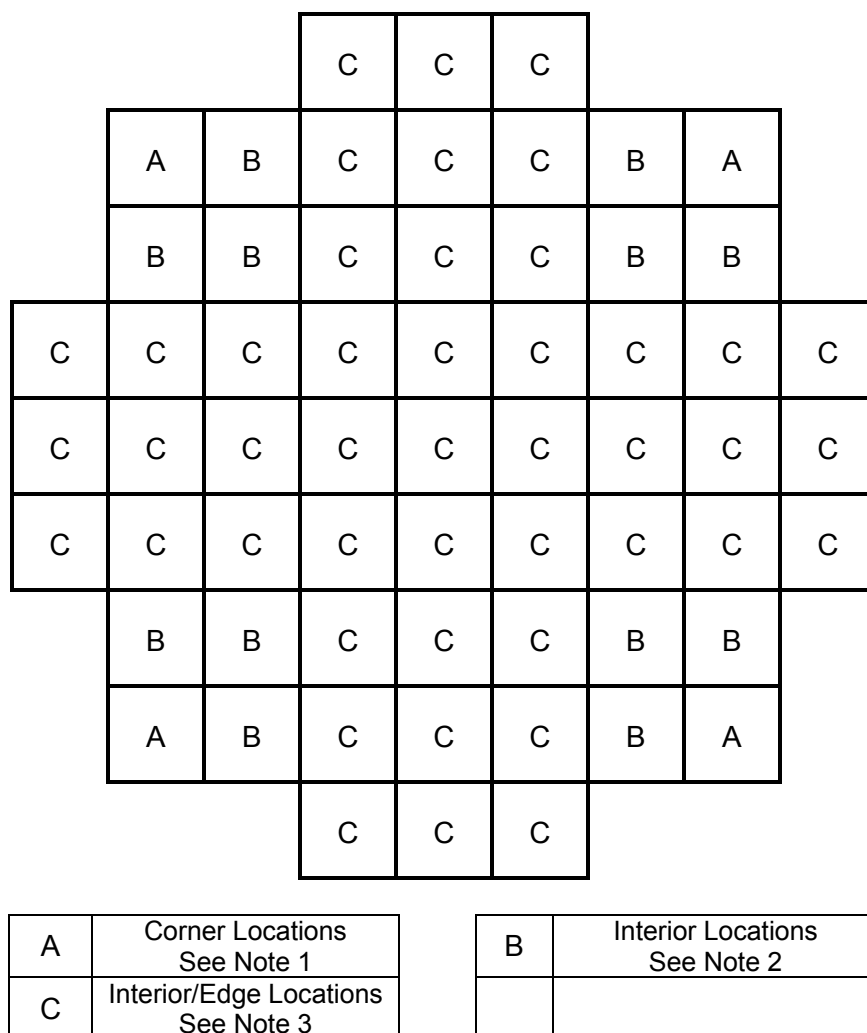 C C C
A B C C C B A
B B C C C B B
C C C C C C C C C
C C C C C C C C C
C C C C C C C C C
B B C C C B B
A B C C C B A
C C C
A Corner Locations
See Note 1
B Interior Locations
See Note 2
C Interior/Edge Locations
See Note 3